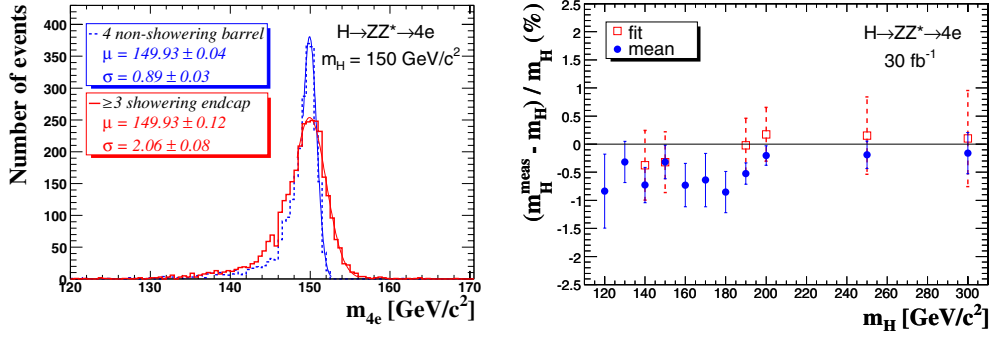 Number of events
400
350
300
250
200
150
100
50
0
4 non-showering barrel
μ = 149.93 ± 0.04
σ = 0.89 ± 0.03
≥3 showering endcap
μ = 149.93 ± 0.12
σ = 2.06 ± 0.08
H→ZZ*→4e
m_H = 150 GeV/c²
120 130 140 150 160 170
m_4e [GeV/c²]
(m_H^meas - m_H) / m_H (%)
2.5
2
1.5
1
0.5
0
-0.5
-1
-1.5
-2
-2.5
fit
mean
H→ZZ*→4e
30 fb⁻¹
120 140 160 180 200 220 240 260 280 300
m_H [GeV/c²]